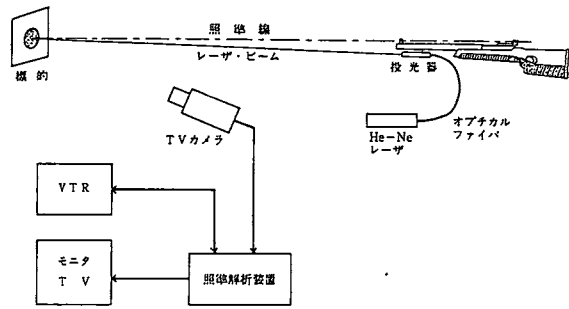 照準線
レーザ・ビーム
標的
投光器
オプチカル
ファイバ
He-Ne
レーザ
TVカメラ
VTR
モニタ
T V
照準解析装置